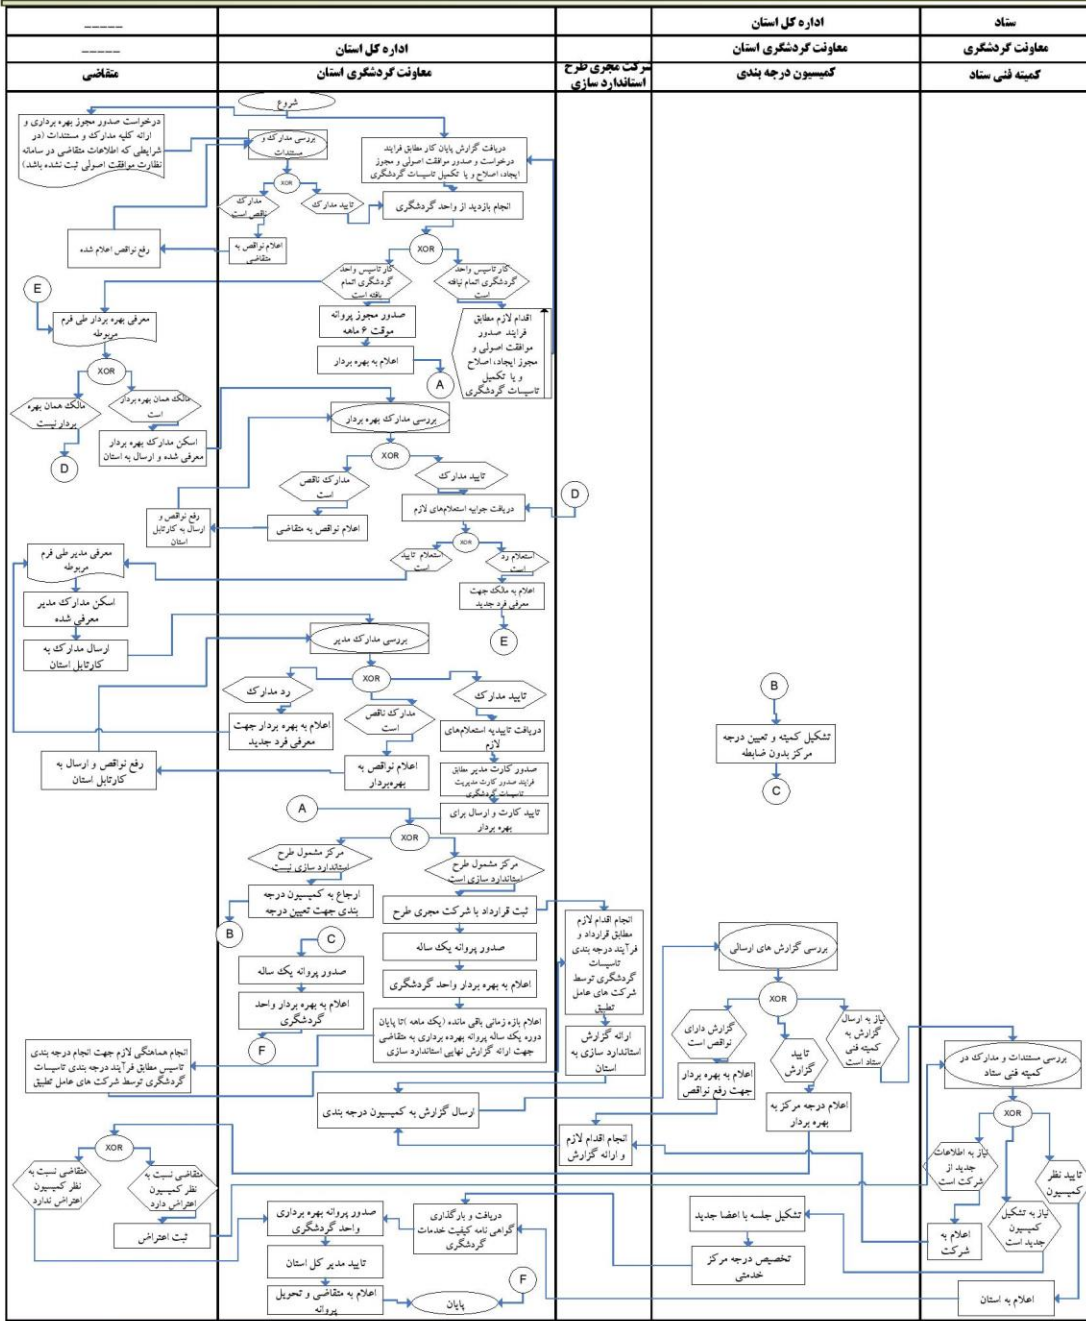 ستاد
اداره کل استان
_____
معاونت گردشگری
معاونت گردشگری استان
اداره کل استان
_____
کمیته فنی ستاد
کمیسیون درجه بندی
شرکت مجری طرح
استاندارد سازی
معاونت گردشگری استان
متقاضی
شروع
درخواست صدور مجوز بهره برداری و
ارائه کلیه مدارک و مستندات (در
شرایطی که اطلاعات متقاضی در سامانه
نظارت موافقت اصولی ثبت نشده باشد)
بررسی مدارک و
مستندات
دریافت گزارش پایان کار مطابق فرایند
درخواست و صدور موافقت اصولی و مجوز
ایجاد، اصلاح و یا تکمیل تاسیسات گردشگری
XOR
مدارک
ناقص است
تایید مدارک
انجام بازدید از واحد گردشگری
اعلام نواقص به
متقاضی
رفع نواقص اعلام شده
XOR
کار تاسیس واحد
گردشگری اتمام
یافته است
کار تاسیس واحد
گردشگری اتمام نیافته
است
E
معرفی بهره بردار طی فرم
مربوطه
صدور مجوز پروانه
موقت ۶ ماهه
اقدام لازم مطابق
فرایند صدور
موافقت اصولی و
مجوز ایجاد، اصلاح
و یا تکمیل
تاسیسات گردشگری
اعلام به بهره بردار
A
XOR
مالک همان بهره
بردار نیست
مالک همان بهره بردار
است
D
اسکن مدارک بهره بردار
معرفی شده و ارسال به استان
بررسی مدارک بهره بردار
XOR
مدارک ناقص
است
تایید مدارک
D
دریافت جوابیه استعلام‌های لازم
اعلام نواقص به متقاضی
رفع نواقص و
ارسال به کارتابل
استان
XOR
استعلام تایید
است
استعلام رد
است
معرفی مدیر طی فرم
مربوطه
اعلام به مالک جهت
معرفی فرد جدید
E
اسکن مدارک مدیر
معرفی شده
ارسال مدارک به
کارتابل استان
بررسی مدارک مدیر
XOR
رد مدارک
مدارک ناقص
است
تایید مدارک
اعلام به بهره بردار جهت
معرفی فرد جدید
دریافت تاییدیه استعلام‌های
لازم
اعلام نواقص به
بهره‌بردار
رفع نواقص و ارسال به
کارتابل استان
صدور کارت مدیر مطابق
فرایند صدور کارت مدیریت
تاسیسات گردشگری
تایید کارت و ارسال برای
بهره بردار
B
تشکیل کمیته و تعیین درجه
مرکز بدون ضابطه
C
A
XOR
مرکز مشمول طرح
استاندارد سازی نیست
مرکز مشمول طرح
استاندارد سازی است
ارجاع به کمیسیون درجه
بندی جهت تعیین درجه
B
ثبت قرارداد با شرکت مجری طرح
انجام اقدام لازم
مطابق قرارداد و
فرآیند درجه بندی
تاسیسات
گردشگری توسط
شرکت های عامل
تطبیق
C
صدور پروانه یک ساله
صدور پروانه یک ساله
اعلام به بهره بردار واحد گردشگری
اعلام به بهره بردار واحد
گردشگری
F
اعلام بازه زمانی باقی مانده (یک ماهه )تا پایان
دوره یک ساله پروانه بهره‌ برداری به متقاضی
جهت ارائه گزارش نهایی استاندارد سازی
ارائه گزارش
استاندارد سازی به
استان
انجام هماهنگی لازم جهت انجام درجه بندی
تاسیس مطابق فرآیند درجه بندی تاسیسات
گردشگری توسط شرکت های عامل تطبیق
ارسال گزارش به کمیسیون درجه بندی
بررسی گزارش های ارسالی
XOR
گزارش دارای
نواقص است
تایید
گزارش
نیاز به ارسال
گزارش به
کمیته فنی
ستاد است
اعلام به بهره بردار
جهت رفع نواقص
اعلام درجه مرکز به
بهره بردار
انجام اقدام لازم
و ارائه گزارش
بررسی مستندات و مدارک در
کمیته فنی ستاد
XOR
نیاز به اطلاعات
جدید از
شرکت است
نیاز به تشکیل
کمیسیون
جدید است
تایید نظر
کمیسیون
اعلام به
شرکت
اعلام به استان
XOR
متقاضی نسبت به
نظر کمیسیون
اعتراض ندارد
متقاضی نسبت به
نظر کمیسیون
اعتراض دارد
ثبت اعتراض
تشکیل جلسه با اعضا جدید
تخصیص درجه مرکز
خدمتی
دریافت و بارگذاری
گواهی نامه کیفیت خدمات
گردشگری
صدور پروانه بهره برداری
واحد گردشگری
تایید مدیر کل استان
اعلام به متقاضی و تحویل
پروانه
پایان
F